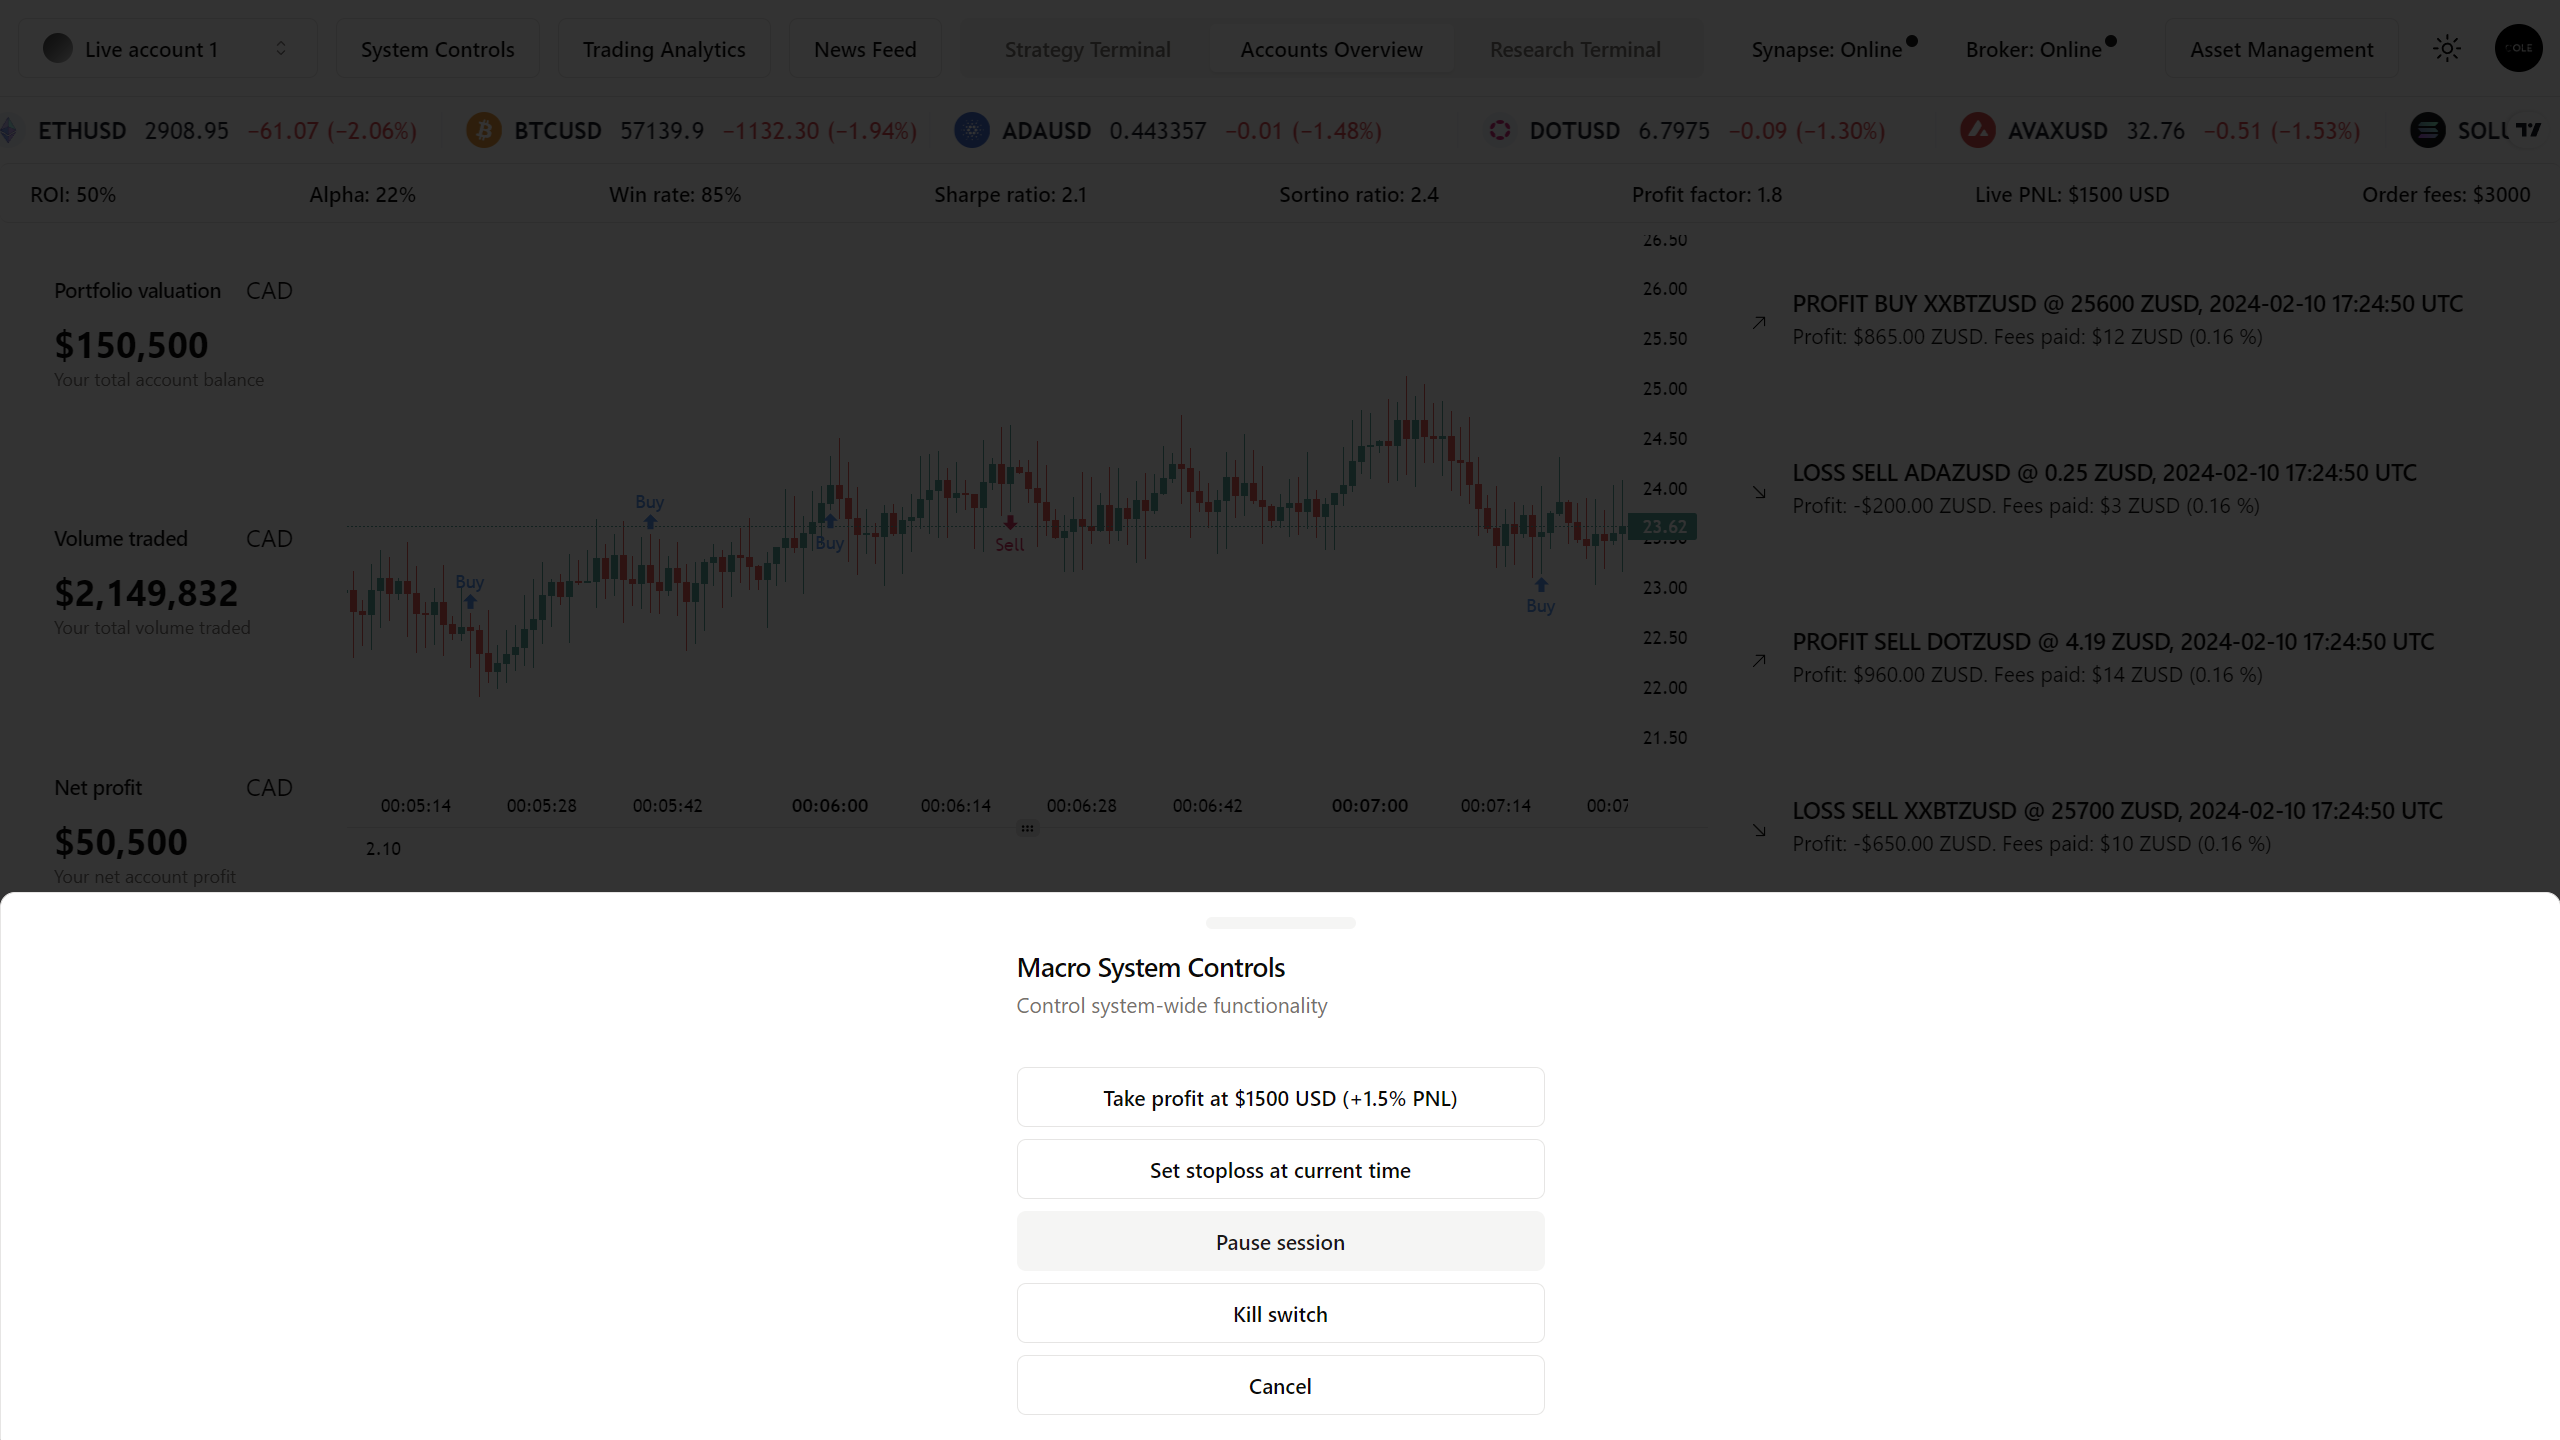 Live account 1
System Controls
Trading Analytics
News Feed
Strategy Terminal
Accounts Overview
Research Terminal
Synapse: Online
Broker: Online
Asset Management
ETHUSD 2908.95 −61.07 (−2.06%)
BTCUSD 57139.9 −1132.30 (−1.94%)
ADAUSD 0.443357 −0.01 (−1.48%)
DOTUSD 6.7975 −0.09 (−1.30%)
AVAXUSD 32.76 −0.51 (−1.53%)
ROI: 50%
Alpha: 22%
Win rate: 85%
Sharpe ratio: 2.1
Sortino ratio: 2.4
Profit factor: 1.8
Live PNL: $1500 USD
Order fees: $3000
Portfolio valuation CAD
$150,500
Your total account balance
Volume traded CAD
$2,149,832
Your total volume traded
Net profit CAD
$50,500
Your net account profit
Buy
Buy
Buy
Sell
Buy
26.50
26.00
25.50
25.00
24.50
24.00
23.62
23.50
23.00
22.50
22.00
21.50
00:05:14 00:05:28 00:05:42 00:06:00 00:06:14 00:06:28 00:06:42 00:07:00 00:07:14
2.10
PROFIT BUY XXBTZUSD @ 25600 ZUSD, 2024-02-10 17:24:50 UTC
Profit: $865.00 ZUSD. Fees paid: $12 ZUSD (0.16 %)
LOSS SELL ADAZUSD @ 0.25 ZUSD, 2024-02-10 17:24:50 UTC
Profit: -$200.00 ZUSD. Fees paid: $3 ZUSD (0.16 %)
PROFIT SELL DOTZUSD @ 4.19 ZUSD, 2024-02-10 17:24:50 UTC
Profit: $960.00 ZUSD. Fees paid: $14 ZUSD (0.16 %)
LOSS SELL XXBTZUSD @ 25700 ZUSD, 2024-02-10 17:24:50 UTC
Profit: -$650.00 ZUSD. Fees paid: $10 ZUSD (0.16 %)
Macro System Controls
Control system-wide functionality
Take profit at $1500 USD (+1.5% PNL)
Set stoploss at current time
Pause session
Kill switch
Cancel